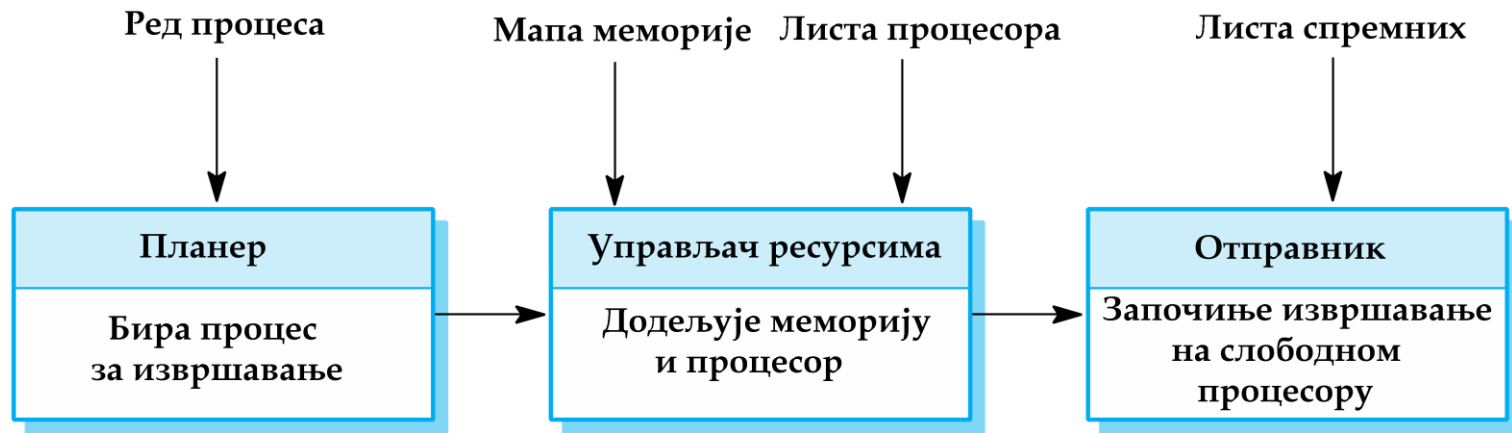 Ред процеса
Мапа меморије
Листа процесора
Листа спремних
Планер
Бира процес
за извршавање
Управљач ресурсима
Додељује меморију
и процесор
Отправник
Започиње извршавање
на слободном
процесору